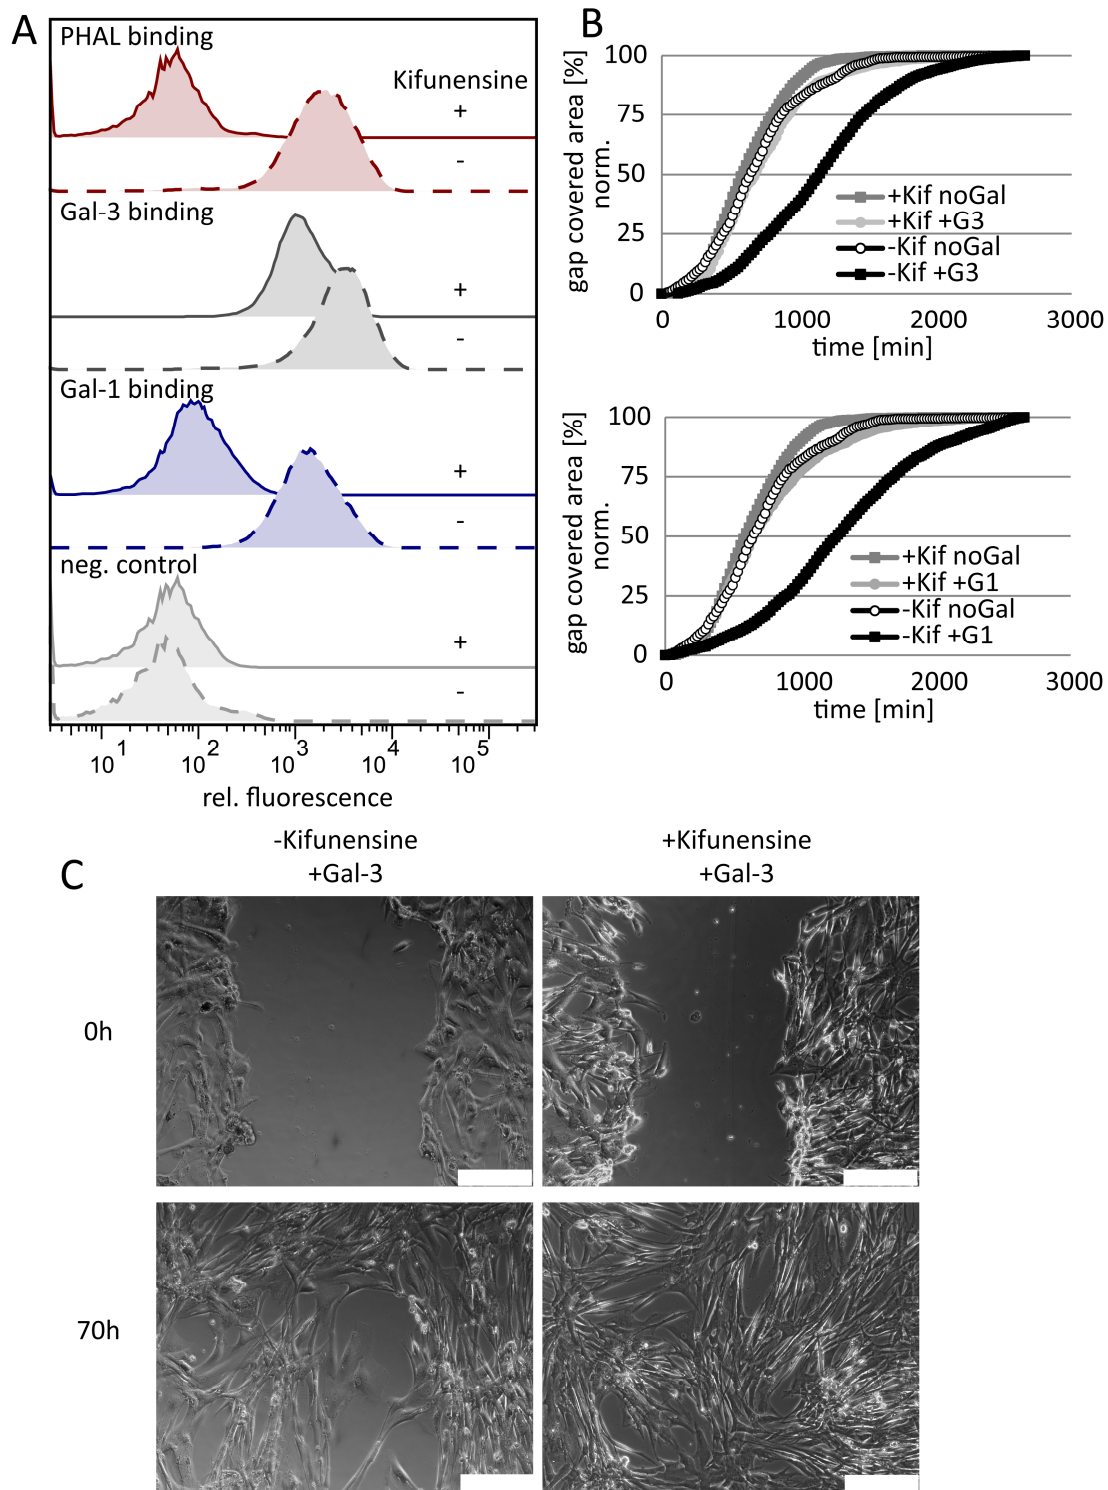 A
PHAL binding
Kifunensine
+
-
Gal-3 binding
+
-
Gal-1 binding
+
-
neg. control
+
-
10 1
10 2
10 3
10 4
10 5
rel. fluorescence
B
gap covered area [%]
norm.
100
75
50
25
0
+Kif noGal
+Kif +G3
-Kif noGal
-Kif +G3
0
1000
2000
3000
time [min]
gap covered area [%]
norm.
100
75
50
25
0
+Kif noGal
+Kif +G1
-Kif noGal
-Kif +G1
0
1000
2000
3000
time [min]
C
-Kifunensine
+Gal-3
+Kifunensine
+Gal-3
0h
70h